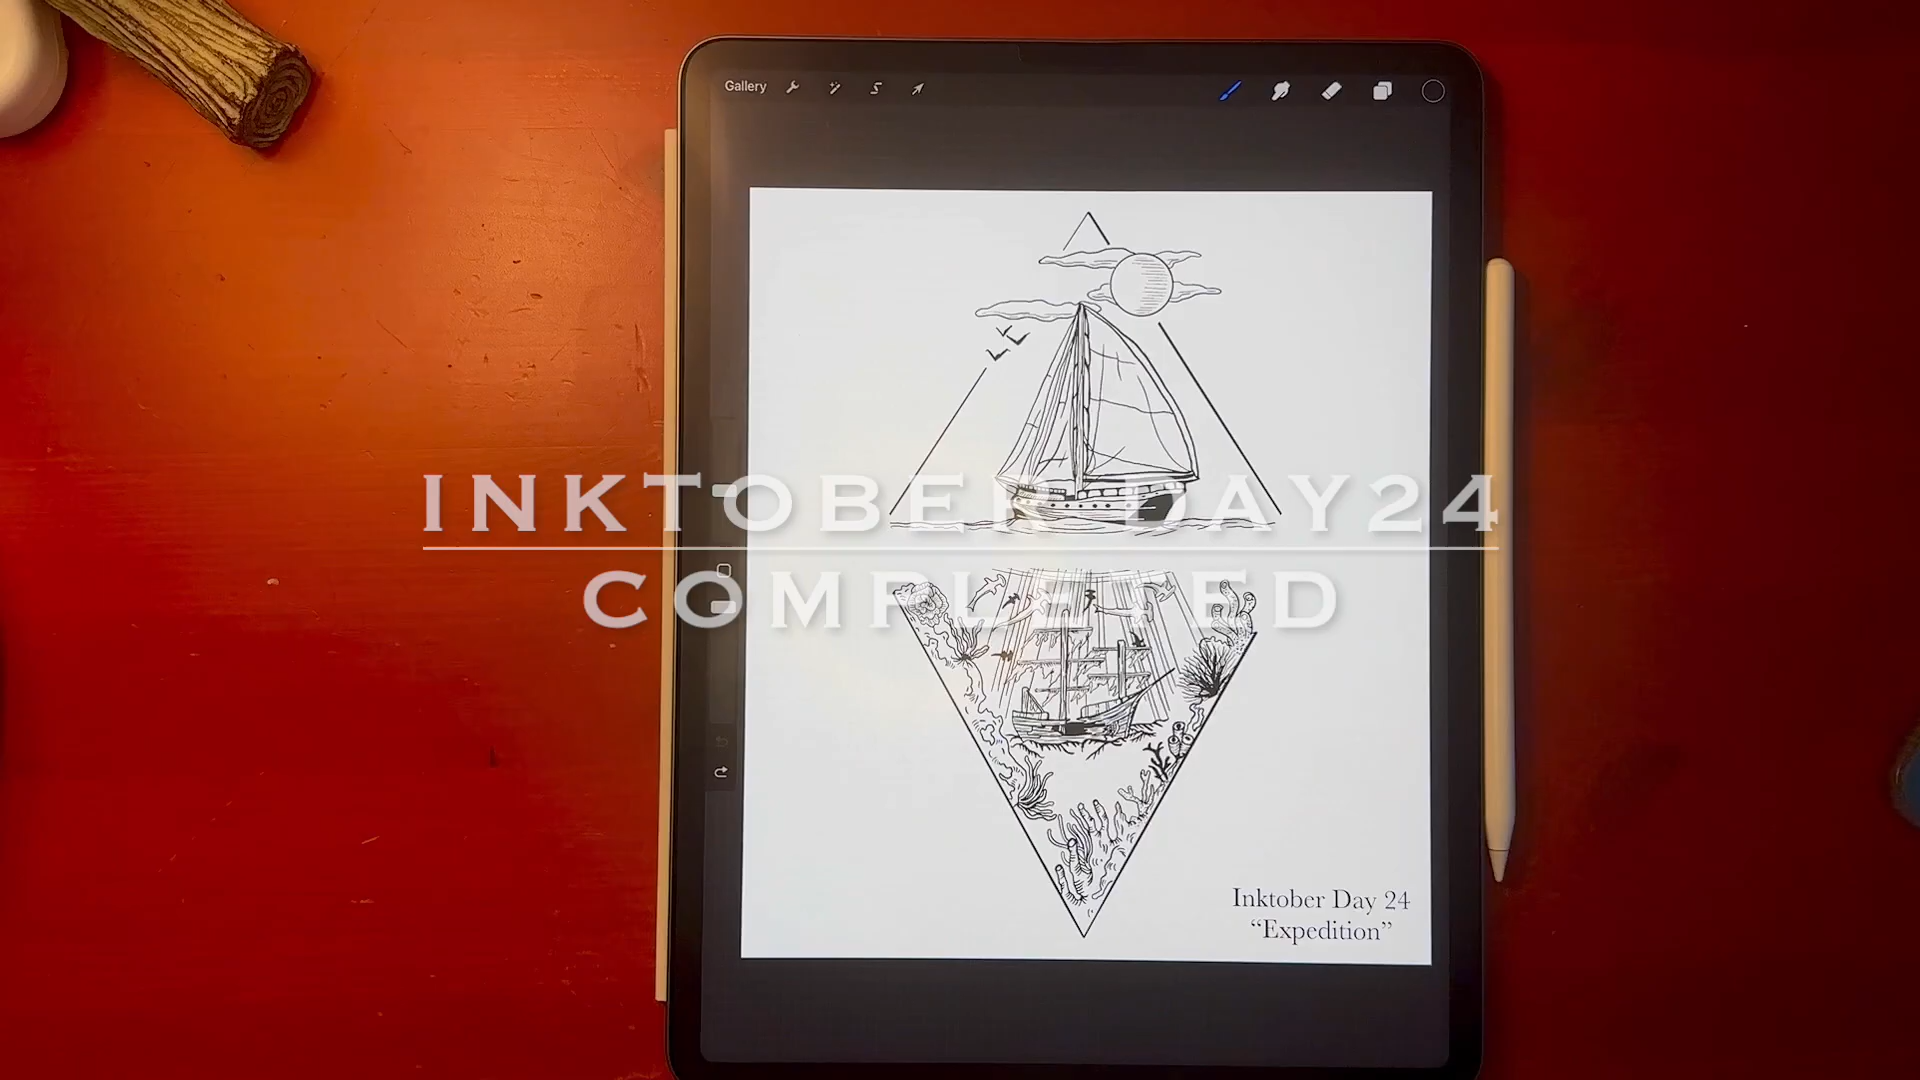 Gallery
INKTOBER DAY24
COMPLETED
Inktober Day 24
“Expedition”